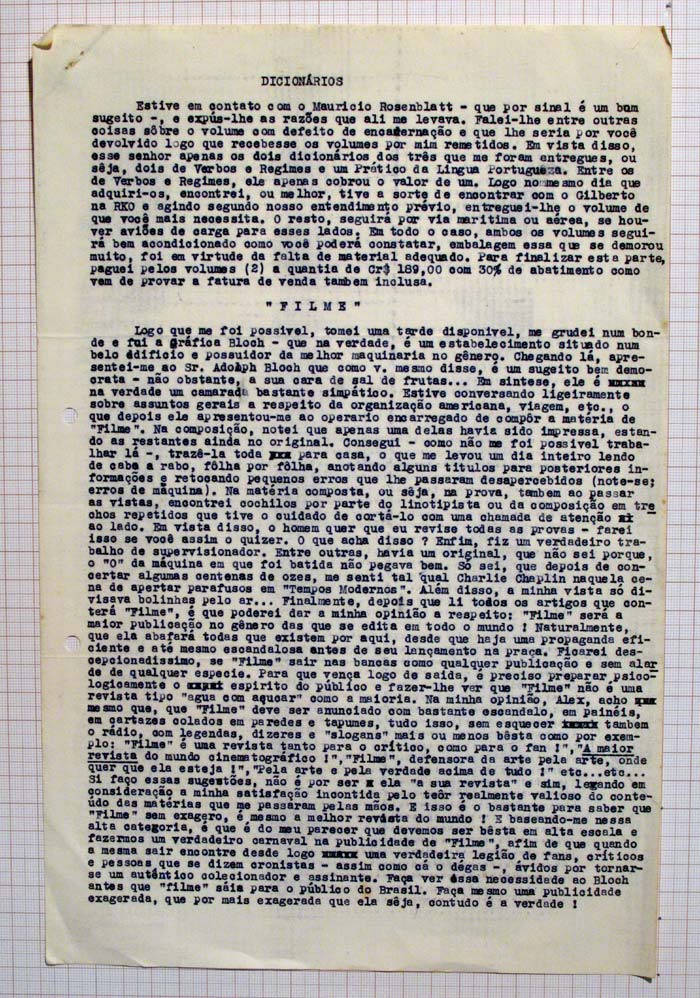 DICIONÁRIOS
Estive em contato com o Mauricio Rosenblatt - que por sinal é um bom
sugeito -, e expús-lhe as razões que ali me levava. Falei-lhe entre outras
coisas sôbre o volume com defeito de encadernação e que lhe seria por você
devolvido logo que recebesse os volumes por mim remetidos. Em vista disso,
esse senhor apenas os dois dicionários dos três que me foram entregues, ou
sêja, dois de Verbos e Regimes e um Prático da Lingua Portugueza. Entre os
de Verbos e Regimes, ele apenas cobrou o valor de um. Logo no mesmo dia que
adquiri-os, encontrei, ou melhor, tive a sorte de encontrar com o Gilberto
na RKO e agindo segundo nosso entendimento prévio, entreguei-lhe o volume de
que você mais necessita. O resto, seguirá por via maritima ou aérea, se hou-
ver aviões de carga para esses lados. Em todo o caso, ambos os volumes segui-
rá bem acondicionado como você poderá constatar, embalagem essa que se demorou
muito, foi em virtude da falta de material adequado. Para finalizar esta parte,
paguei pelos volumes (2) a quantia de Cr$ 189,00 com 30% de abatimento como
vem de provar a fatura de venda tambem inclusa.
" F I L M E "
Logo que me foi possivel, tomei uma tarde disponivel, me grudei num bon-
de e fui a Gráfica Bloch - que na verdade, é um estabelecimento situado num
belo edificio e possuidor da melhor maquinaria no gênero. Chegando lá, apre-
sentei-me ao Sr. Adolph Bloch que como v. mesmo disse, é um sugeito bem demo-
crata - não obstante, a sua cara de sal de frutas... Em sintese, ele é xxxxx
na verdade um camarada bastante simpático. Estive conversando ligeiramente
sobre assuntos gerais a respeito da organização americana, viagem, etc., o
que depois ele apresentou-me ao operario encarregado de compôr a matéria de
"Filme". Na composição, notei que apenas uma delas havia sido impressa, estan-
do as restantes ainda no original. Consegui - como não me foi possivel traba-
lhar lá -, trazê-la toda xxx para casa, o que me levou um dia inteiro lendo
de cabo a rabo, fôlha por fôlha, anotando alguns titulos para posteriores in-
formações e retocando pequenos erros que lhe passaram desapercebidos (note-se;
erros de máquina). Na matéria composta, ou sêja, na prova, tambem ao passar
as vistas, encontrei cochilos por parte do linotipista ou da composição em tre
chos repetidos que tive o cuidado de cortá-lo com uma chamada de atenção xx
ao lado. Em vista disso, o homem quer que eu revise todas as provas - farei
isso se você assim o quizer. O que acha disso ? Enfim, fiz um verdadeiro tra-
balho de supervisionador. Entre outras, havia um original, que não sei porque,
o "O" da máquina em que foi batida não pegava bem. Só sei, que depois de con-
certar algumas centenas de ozes, me senti tal qual Charlie Chaplin naquela ce-
na de apertar parafusos em "Tempos Modernos". Além disso, a minha vista só di-
visava bolinhas pelo ar... Finalmente, depois que li todos os artigos que con-
terá "Filme", é que poderei dar a minha opinião a respeito: "Filme" será a
maior publicação no gênero das que se edita em todo o mundo ! Naturalmente,
que ela abafará todas que existem por aqui, desde que haja uma propaganda efi-
ciente e até mesmo escandalosa antes de seu lançamento na praça. Ficarei des-
cepcionadissimo, se "Filme" sair nas bancas como qualquer publicação e sem alar
de de qualquer especie. Para que vença logo de saida, é preciso preparar psico-
logicamente o xxxxx espirito do público e fazer-lhe ver que "Filme" não é uma
revista tipo "agua com açucar" como a maioria. Na minha opinião, Alex, acho xxx
mesmo que, que "Filme" deve ser anunciado com bastante escandalo, em painéis,
em cartazes colados em paredes e tapumes, tudo isso, sem esquecer xxxxx tambem
o rádio, com legendas, dizeres e "slogans" mais ou menos bêsta como por exem-
plo: "Filme" é uma revista tanto para o critico, como para o fan !","A maior
revista do mundo cinematográfico !","Filme", defensora da arte pela arte, onde
quer que ela esteja !","Pela arte e pela verdade acima de tudo !" etc...etc...
Si faço essas sugestões, não é por ser x ela "a sua revista" e sim, levando em
consideração a minha satisfação incontida pelo teôr realmente valioso do conte-
údo das matérias que me passaram pelas mãos. E isso é o bastante para saber que
"Filme" sem exagero, é mesmo a melhor revista do mundo ! E baseando-me nessa
alta categoria, é que é do meu parecer que devemos ser bêsta em alta escala e
fazermos um verdadeiro carnaval na publicidade de "Filme", afim de que quando
a mesma sair encontre desde logo xxxxx uma verdadeira legião de fans, criticos
e pessoas que se dizem cronistas - assim como cá o dégas -, ávidos por tornar-
se um autêntico colecionador e assinante. Faça ver essa necessidade ao Bloch
antes que "filme" sáia para o público do Brasil. Faça mesmo uma publicidade
exagerada, que por mais exagerada que ela sêja, contudo é a verdade !